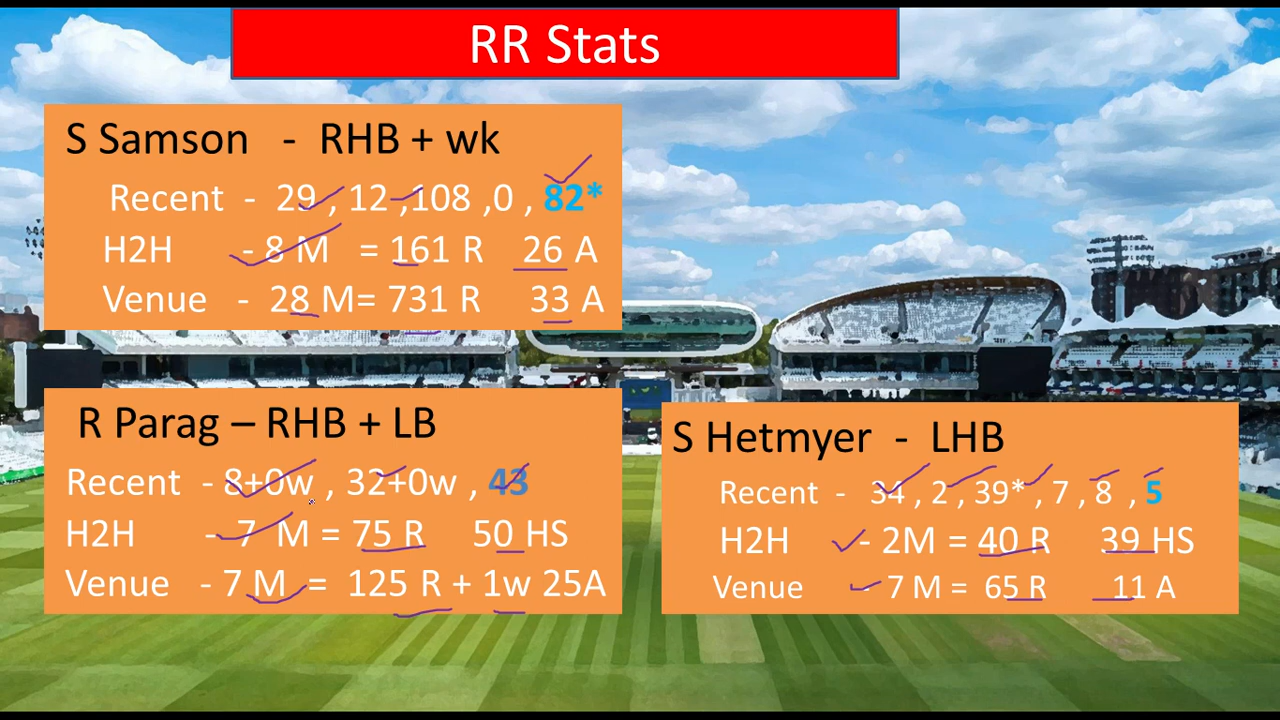 RR Stats
S Samson - RHB + wk
Recent - 29 , 12 ,108 ,0 , 82*
H2H - 8 M = 161 R 26 A
Venue - 28 M= 731 R 33 A
R Parag – RHB + LB
Recent - 8+0w , 32+0w , 43
H2H - 7 M = 75 R 50 HS
Venue - 7 M = 125 R + 1w 25A
S Hetmyer - LHB
Recent - 34 , 2 , 39* , 7 , 8 , 5
H2H - 2M = 40 R 39 HS
Venue - 7 M = 65 R 11 A